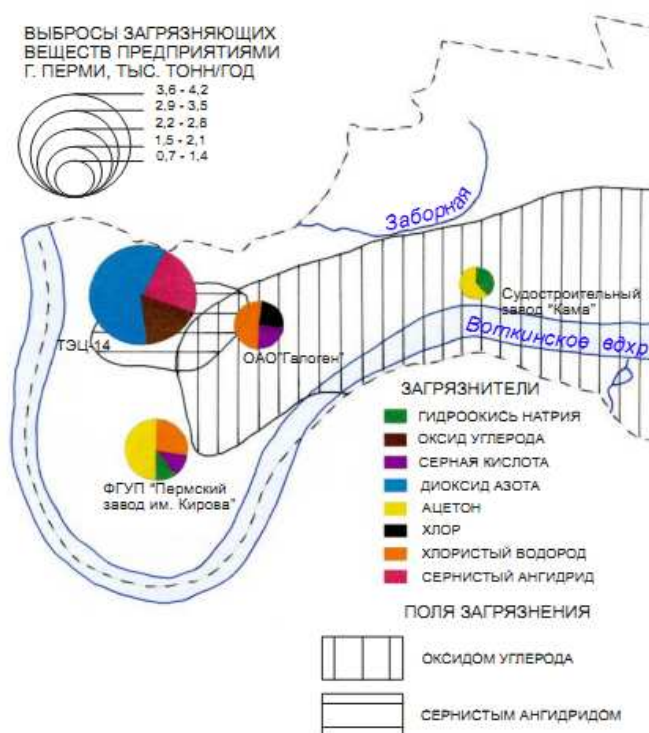 ВЫБРОСЫ ЗАГРЯЗНЯЮЩИХ
ВЕЩЕСТВ ПРЕДПРИЯТИЯМИ
Г. ПЕРМИ, ТЫС. ТОНН/ГОД
3,6 - 4,2
2,9 - 3,5
2,2 - 2,8
1,5 - 2,1
0,7 - 1,4
Заборная
Судостроительный
завод "Кама"
Воткинское вдхр
ТЭЦ-14
ОАО"Галоген"
ФГУП "Пермский
завод им. Кирова"
ЗАГРЯЗНИТЕЛИ
ГИДРООКИСЬ НАТРИЯ
ОКСИД УГЛЕРОДА
СЕРНАЯ КИСЛОТА
ДИОКСИД АЗОТА
АЦЕТОН
ХЛОР
ХЛОРИСТЫЙ ВОДОРОД
СЕРНИСТЫЙ АНГИДРИД
ПОЛЯ ЗАГРЯЗНЕНИЯ
ОКСИДОМ УГЛЕРОДА
СЕРНИСТЫМ АНГИДРИДОМ